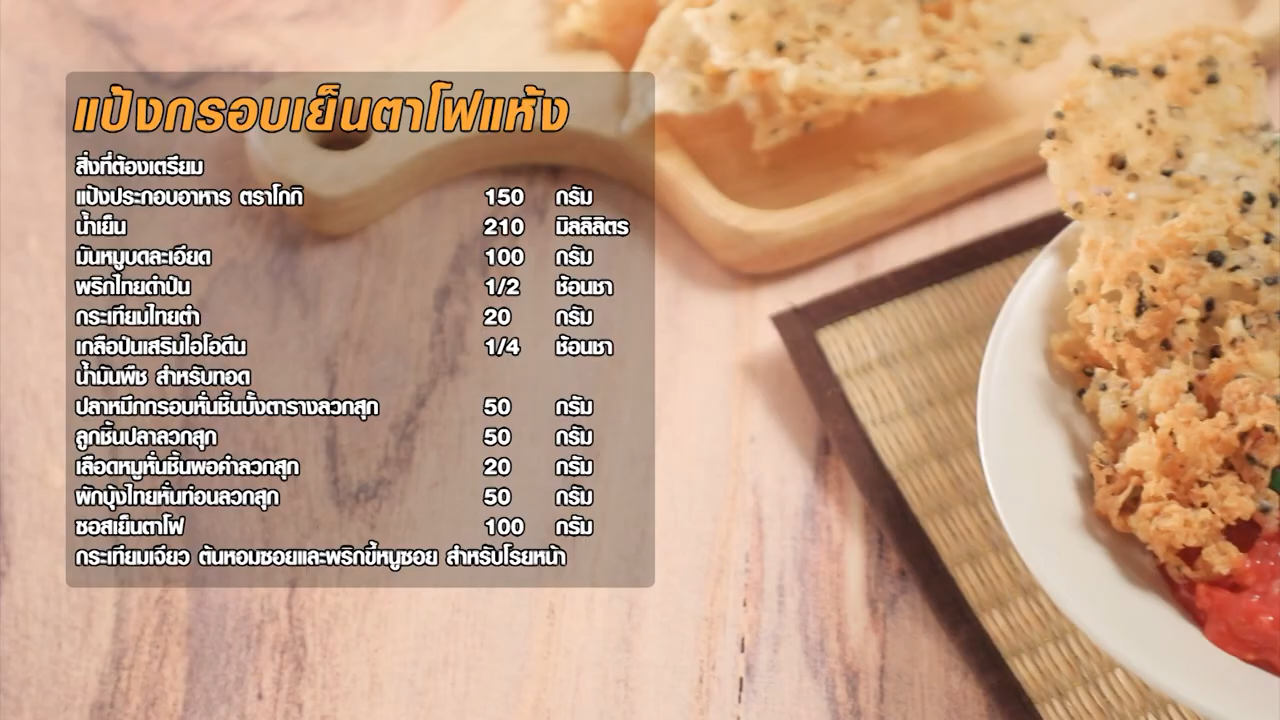 แป้งกรอบเย็นตาโฟแห้ง
สิ่งที่ต้องเตรียม
แป้งประกอบอาหาร ตราโกกิ 150 กรัม
น้ำเย็น 210 มิลลิลิตร
มันหมูบดละเอียด 100 กรัม
พริกไทยดำป่น 1/2 ช้อนชา
กระเทียมไทยตำ 20 กรัม
เกลือป่นเสริมไอโอดีน 1/4 ช้อนชา
น้ำมันพืช สำหรับทอด
ปลาหมึกกรอบหั่นชิ้นบั้งตารางลวกสุก 50 กรัม
ลูกชิ้นปลาลวกสุก 50 กรัม
เลือดหมูหั่นชิ้นพอคำลวกสุก 20 กรัม
ผักบุ้งไทยหั่นท่อนลวกสุก 50 กรัม
ซอสเย็นตาโฟ 100 กรัม
กระเทียมเจียว ต้นหอมซอยและพริกขี้หนูซอย สำหรับโรยหน้า